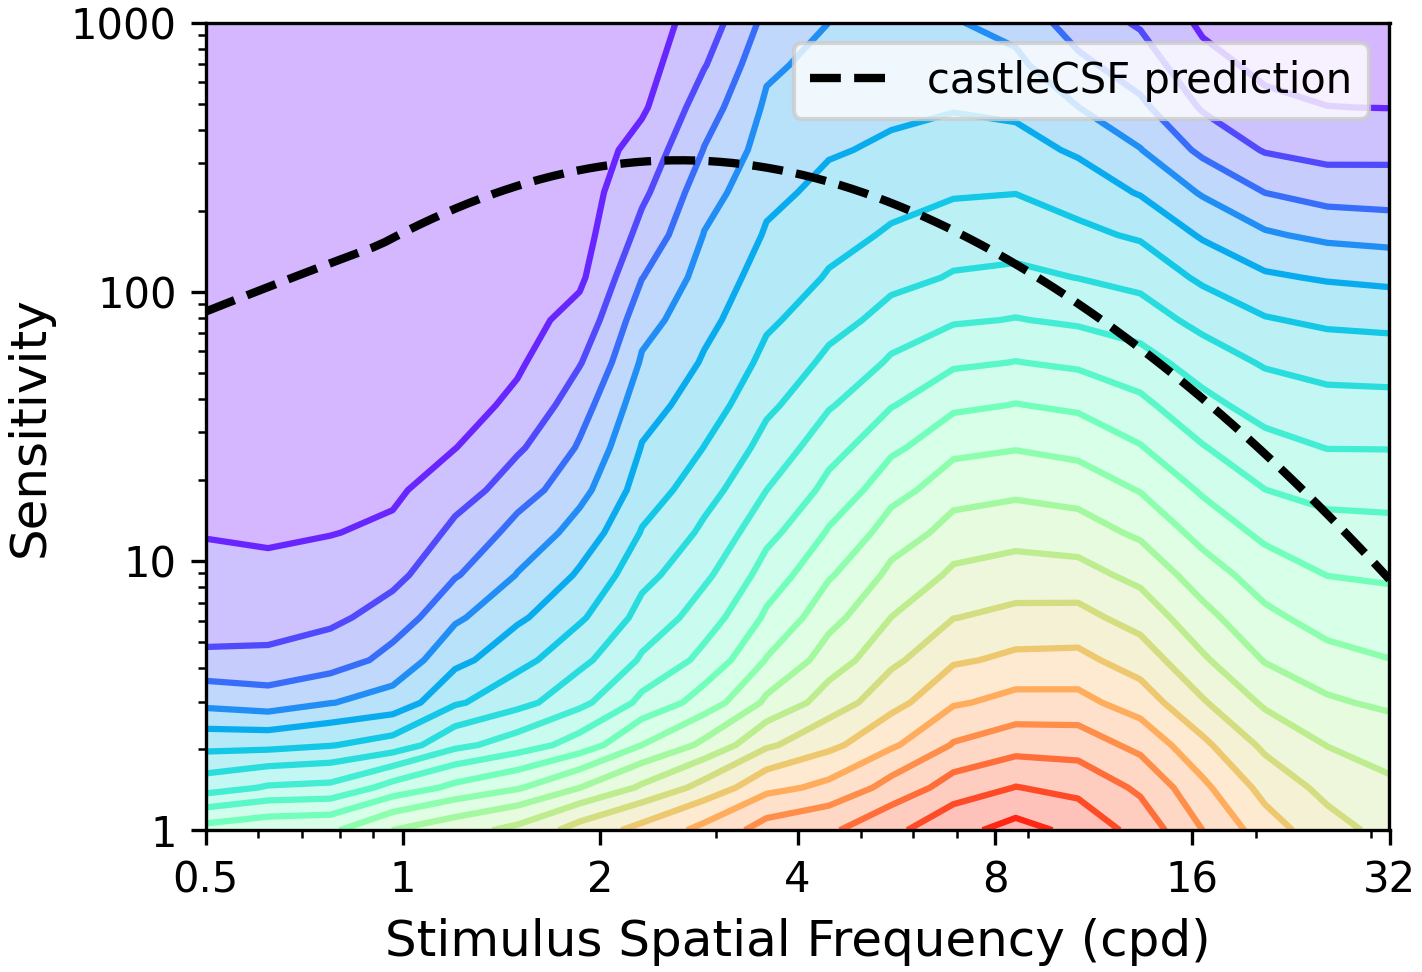 1000
castleCSF prediction
100
Sensitivity
10
1
0.5 1 2 4 8 16 32
Stimulus Spatial Frequency (cpd)